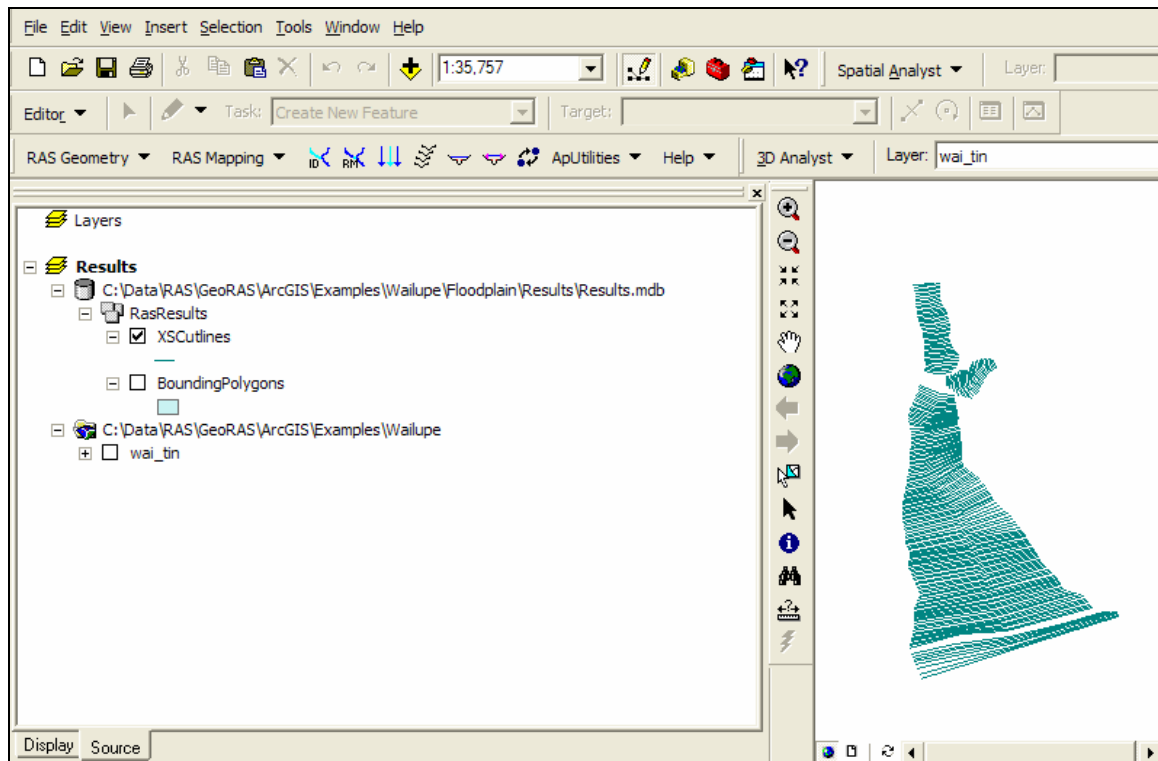 File Edit View Insert Selection Tools Window Help
1:35,757 Spatial Analyst Layer:
Editor Task: Create New Feature Target:
RAS Geometry RAS Mapping ID RM ApUtilities Help 3D Analyst Layer: wai_tin
Layers
Results
C:\Data\RAS\GeoRAS\ArcGIS\Examples\Wailupe\Floodplain\Results\Results.mdb
RasResults
XSCutlines
BoundingPolygons
C:\Data\RAS\GeoRAS\ArcGIS\Examples\Wailupe
wai_tin
Display Source